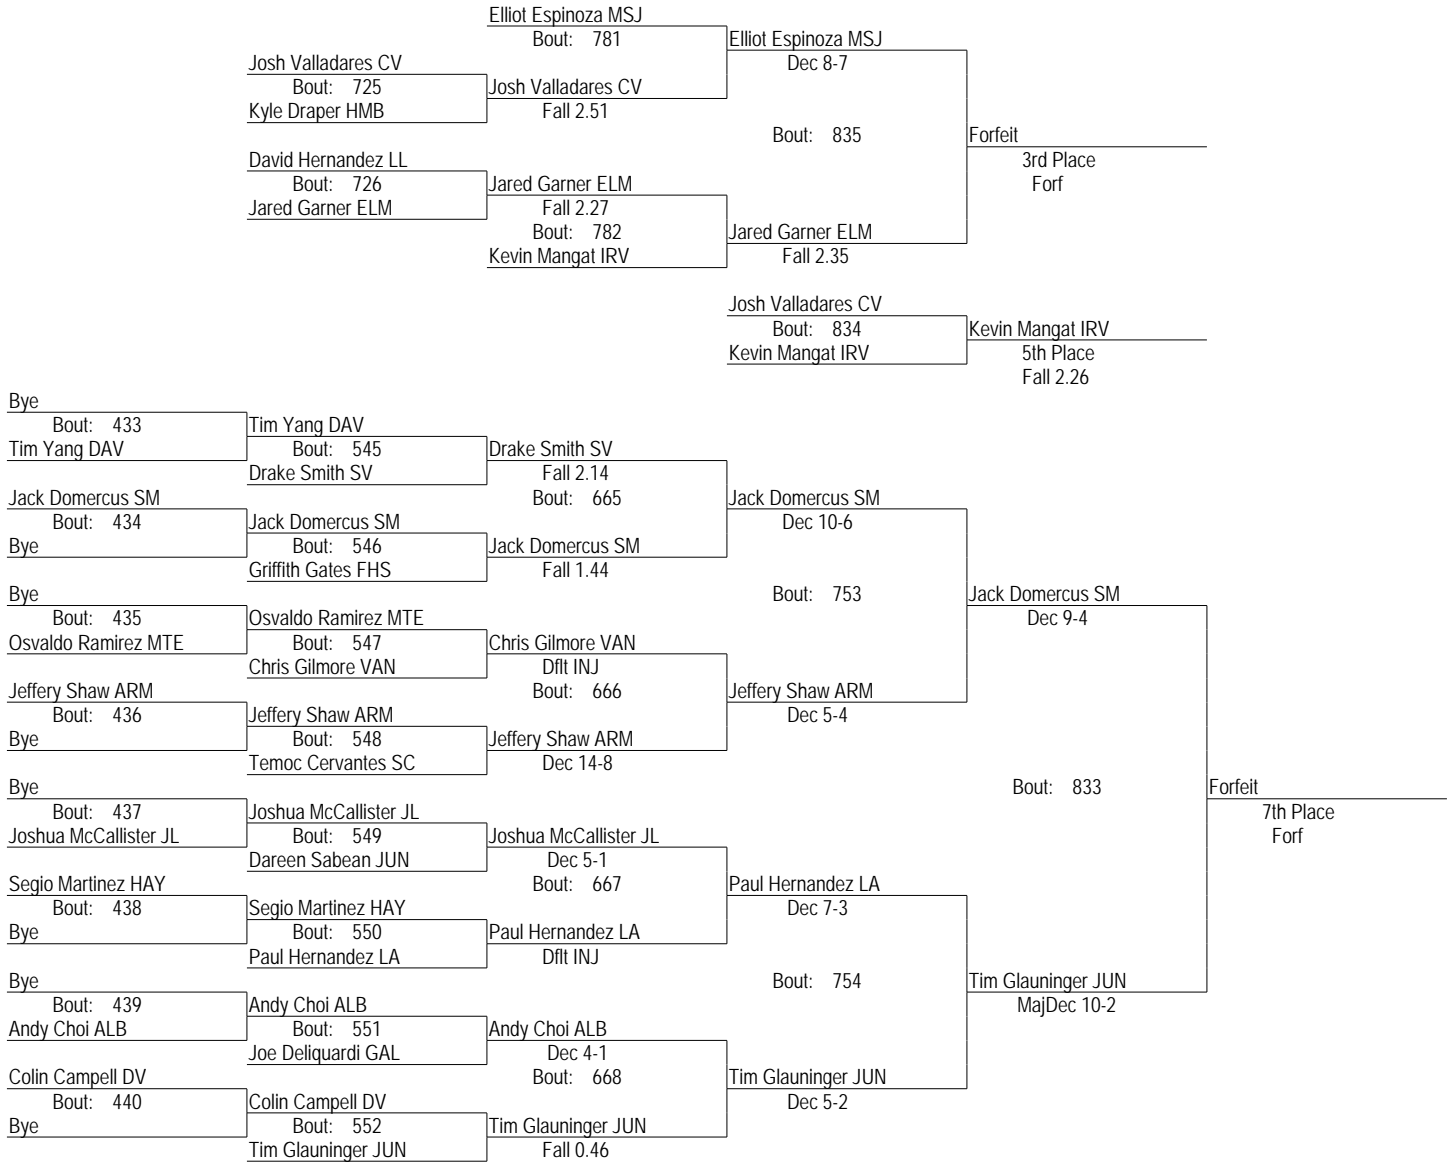 Elliot Espinoza MSJ
Bout: 781
Elliot Espinoza MSJ
Josh Valladares CV
Dec 8-7
Bout: 725
Josh Valladares CV
Kyle Draper HMB
Fall 2.51
Bout: 835
Forfeit
David Hernandez LL
3rd Place
Bout: 726
Jared Garner ELM
Forf
Jared Garner ELM
Fall 2.27
Bout: 782
Jared Garner ELM
Kevin Mangat IRV
Fall 2.35
Josh Valladares CV
Bout: 834
Kevin Mangat IRV
Kevin Mangat IRV
5th Place
Fall 2.26
Bye
Bout: 433
Tim Yang DAV
Tim Yang DAV
Bout: 545
Drake Smith SV
Drake Smith SV
Fall 2.14
Jack Domercus SM
Bout: 665
Jack Domercus SM
Bout: 434
Jack Domercus SM
Dec 10-6
Bye
Bout: 546
Jack Domercus SM
Griffith Gates FHS
Fall 1.44
Bye
Bout: 753
Jack Domercus SM
Bout: 435
Osvaldo Ramirez MTE
Dec 9-4
Osvaldo Ramirez MTE
Bout: 547
Chris Gilmore VAN
Chris Gilmore VAN
Dflt INJ
Jeffery Shaw ARM
Bout: 666
Jeffery Shaw ARM
Bout: 436
Jeffery Shaw ARM
Dec 5-4
Bye
Bout: 548
Jeffery Shaw ARM
Temoc Cervantes SC
Dec 14-8
Bye
Bout: 833
Forfeit
Bout: 437
Joshua McCallister JL
7th Place
Joshua McCallister JL
Bout: 549
Joshua McCallister JL
Forf
Dareen Sabean JUN
Dec 5-1
Segio Martinez HAY
Bout: 667
Paul Hernandez LA
Bout: 438
Segio Martinez HAY
Dec 7-3
Bye
Bout: 550
Paul Hernandez LA
Paul Hernandez LA
Dflt INJ
Bye
Bout: 754
Tim Glauninger JUN
Bout: 439
Andy Choi ALB
MajDec 10-2
Andy Choi ALB
Bout: 551
Andy Choi ALB
Joe Deliquardi GAL
Dec 4-1
Colin Campell DV
Bout: 668
Tim Glauninger JUN
Bout: 440
Colin Campell DV
Dec 5-2
Bye
Bout: 552
Tim Glauninger JUN
Tim Glauninger JUN
Fall 0.46